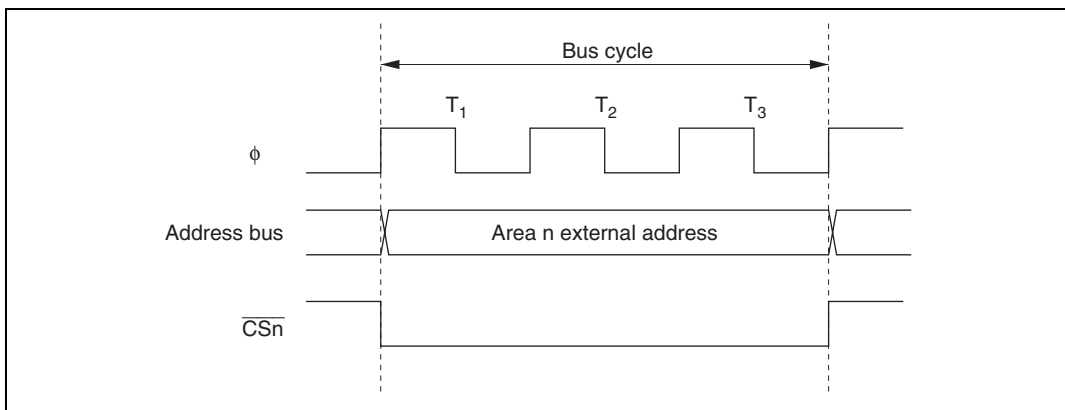 Bus cycle
T1 T2 T3
ϕ
Address bus Area n external address
CSn